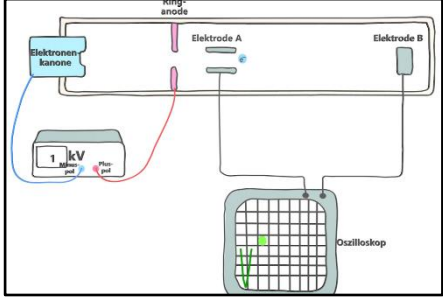 Ring-
anode
Elektronen-
kanone
Elektrode A
Elektrode B
1
kV
Minus-
pol
Plus-
pol
Oszilloskop